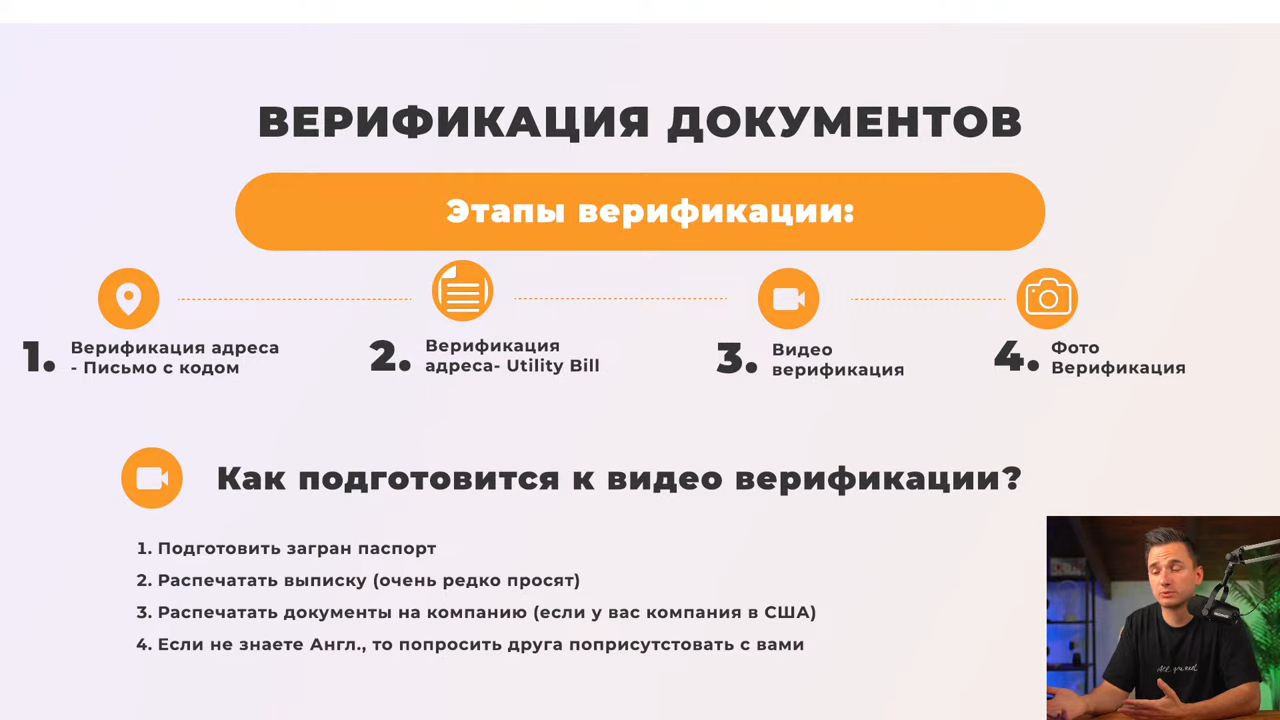 ВЕРИФИКАЦИЯ ДОКУМЕНТОВ
Этапы верификации:
1. Верификация адреса
- Письмо с кодом
2. Верификация
адреса- Utility Bill
3. Видео
верификация
4. Фото
Верификация
Как подготовится к видео верификации?
1. Подготовить загран паспорт
2. Распечатать выписку (очень редко просят)
3. Распечатать документы на компанию (если у вас компания в США)
4. Если не знаете Англ., то попросить друга поприсутстовать с вами